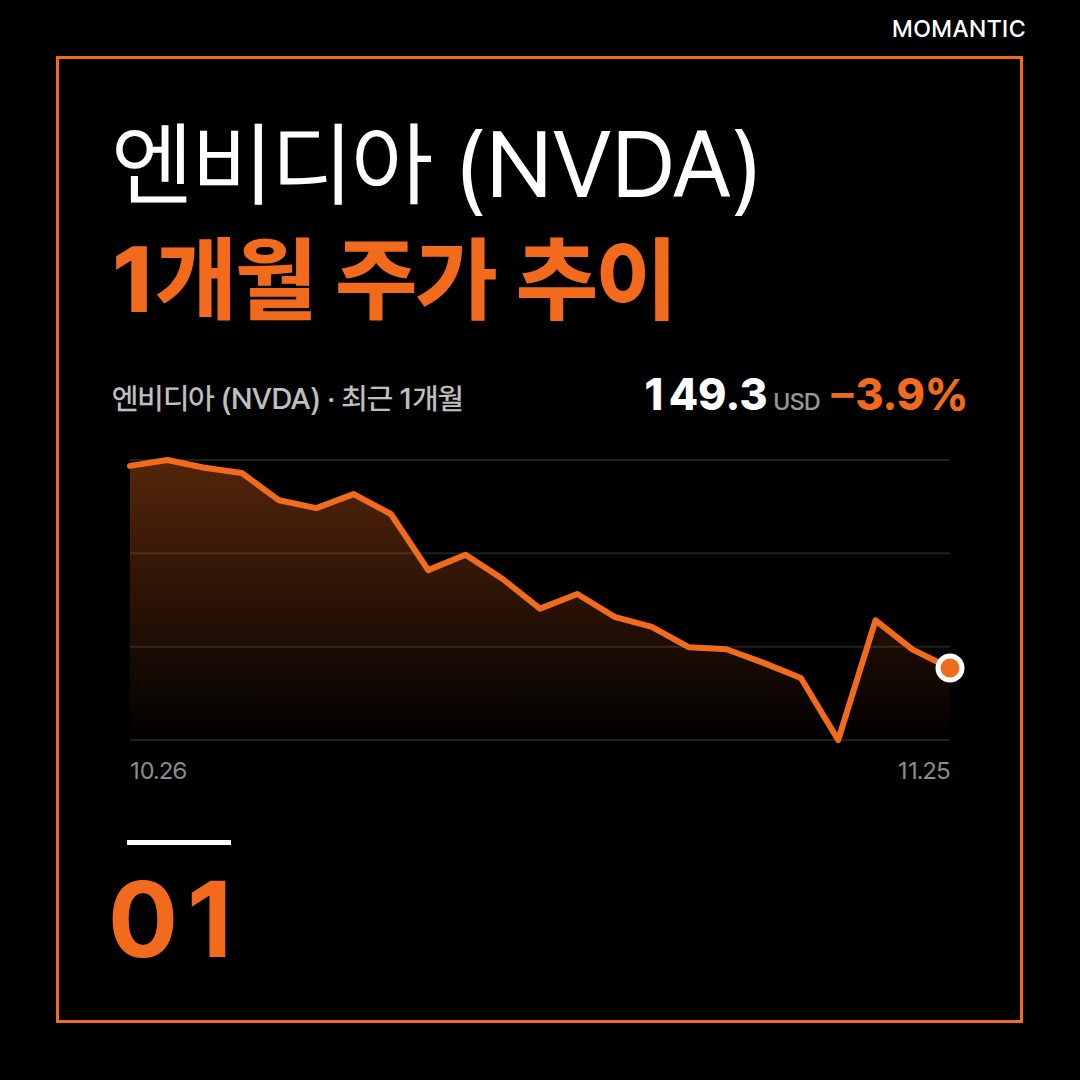 MOMANTIC
엔비디아 (NVDA)
1개월 주가 추이
엔비디아 (NVDA) · 최근 1개월
149.3 USD −3.9%
10.26
11.25
01